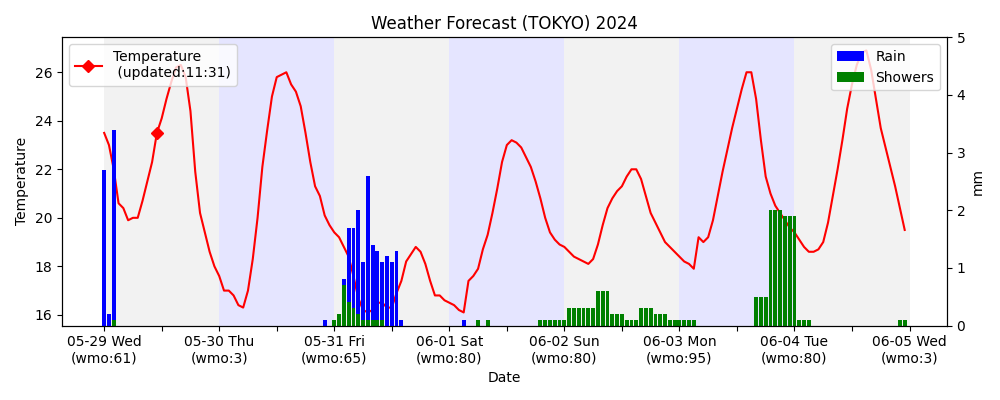 Weather Forecast (TOKYO) 2024
Temperature
(updated:11:31)
Rain
Showers
26
24
22
20
18
16
Temperature
5
4
3
2
1
0
mm
05-29 Wed 05-30 Thu 05-31 Fri 06-01 Sat 06-02 Sun 06-03 Mon 06-04 Tue 06-05 Wed
(wmo:61) (wmo:3) (wmo:65) (wmo:80) (wmo:80) (wmo:95) (wmo:80) (wmo:3)
Date